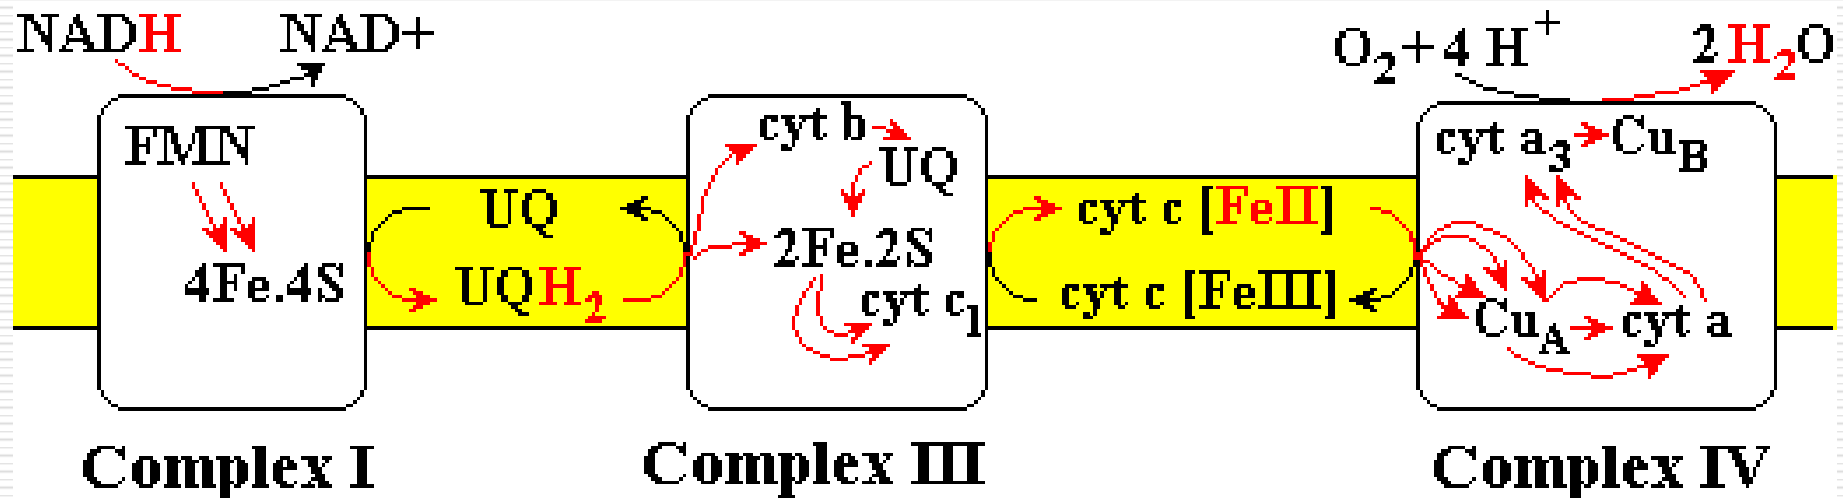 NADH NAD+
O2+4 H+ 2 H2O
FMN
4Fe.4S
UQ
UQH2
cyt b
UQ
2Fe.2S
cyt c1
cyt c [FeII]
cyt c [FeIII]
cyt a3 CuB
CuA cyt a
Complex I
Complex III
Complex IV